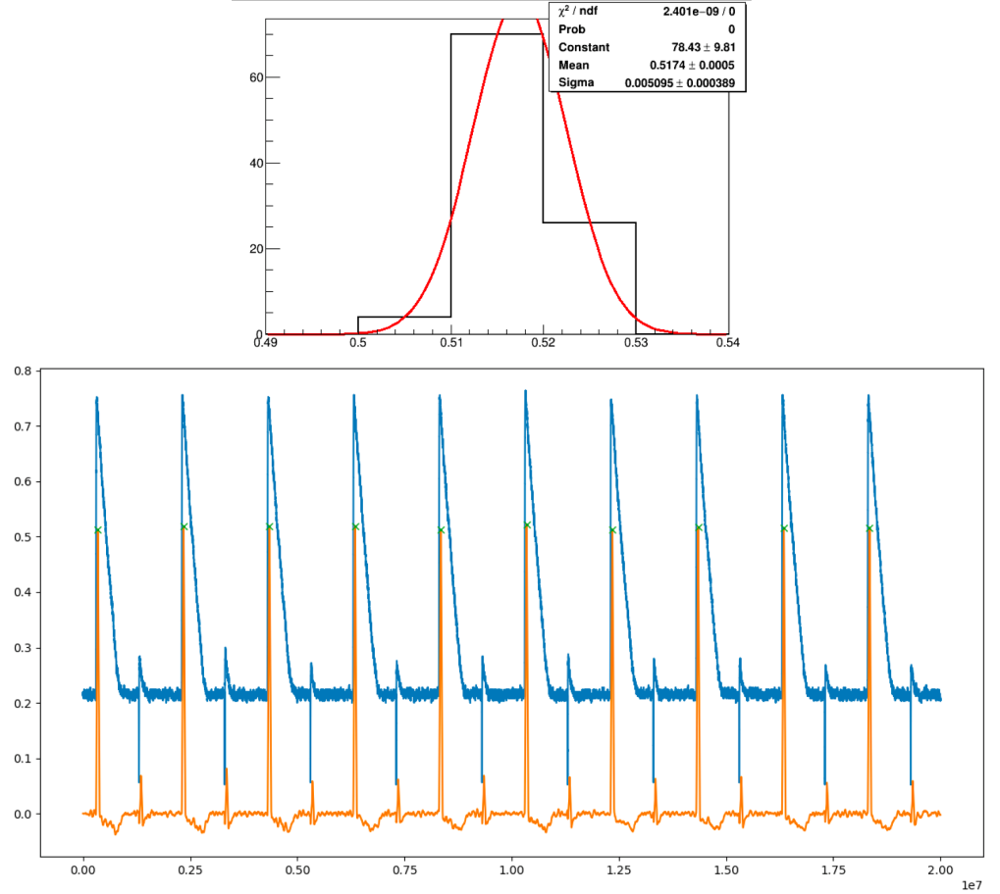 χ² / ndf 2.401e−09 / 0
Prob 0
Constant 78.43 ± 9.81
Mean 0.5174 ± 0.0005
Sigma 0.005095 ± 0.000389
60
40
20
0
0.49 0.5 0.51 0.52 0.53 0.54
0.8
0.7
0.6
0.5
0.4
0.3
0.2
0.1
0.0
0.00 0.25 0.50 0.75 1.00 1.25 1.50 1.75 2.00
1e7